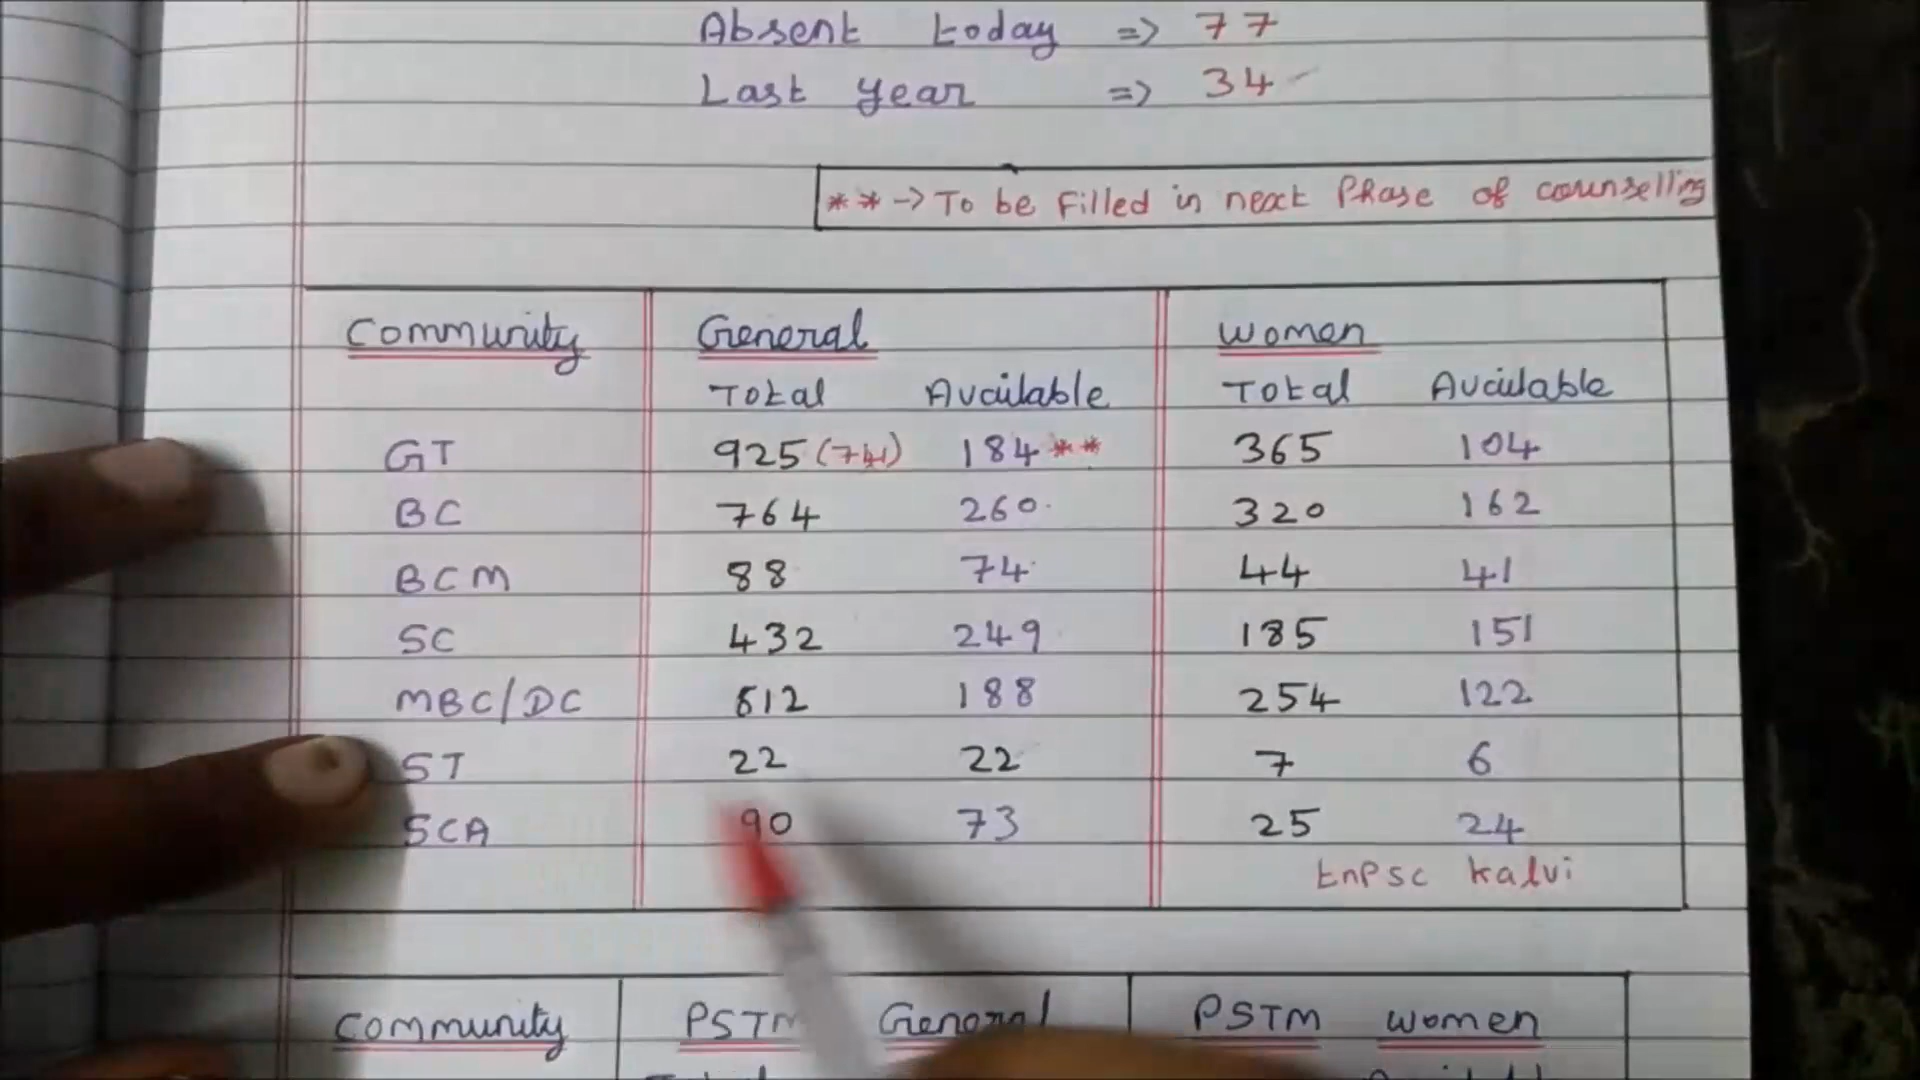 Absent today => 77
Last year => 34
** -> To be filled in next Phase of counselling
Community General Women
Total Available Total Available
GT 925 (741) 184 ** 365 104
BC 764 260 320 162
BCM 88 74 44 41
SC 432 249 185 151
MBC/DC 612 188 254 122
ST 22 22 7 6
SCA 90 73 25 24
tnpsc kalvi
Community PSTM General PSTM women